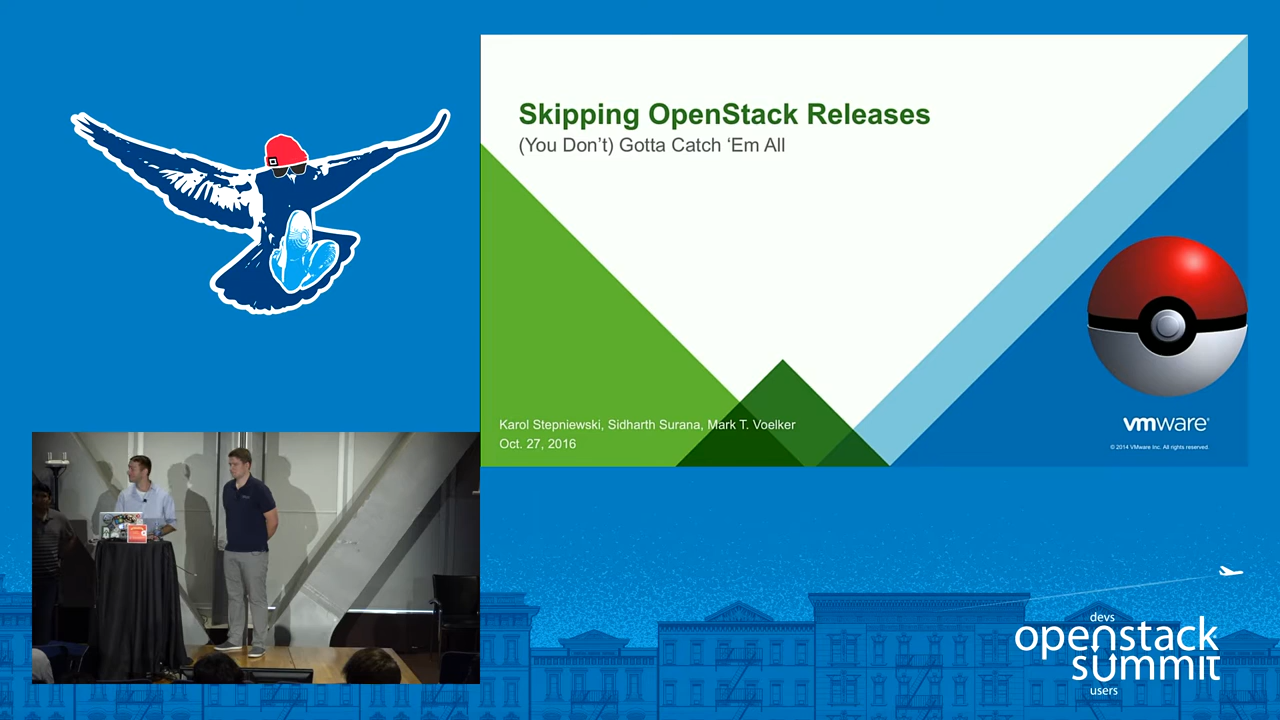 Skipping OpenStack Releases
(You Don't) Gotta Catch ‘Em All
Karol Stepniewski, Sidharth Surana, Mark T. Voelker
Oct. 27, 2016
vmware®
© 2014 VMware Inc. All rights reserved.
devs
openstack
summit
users